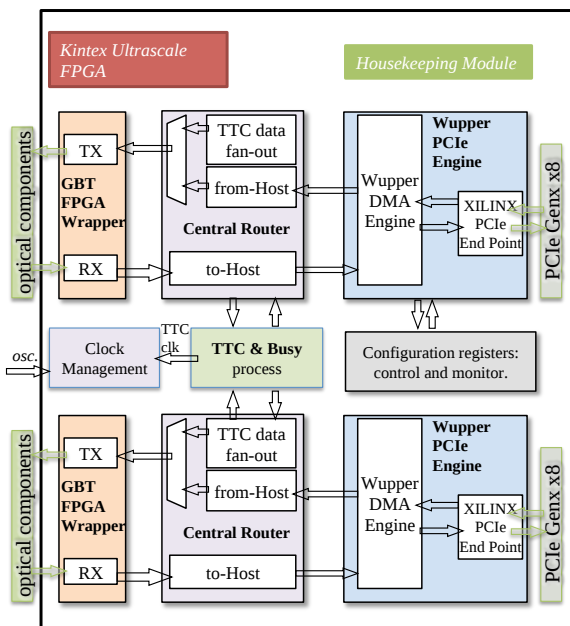 Kintex Ultrascale
FPGA
Housekeeping Module
optical components
TX
GBT
FPGA
Wrapper
RX
TTC data
fan-out
from-Host
Central Router
to-Host
Wupper
DMA
Engine
Wupper
PCIe
Engine
XILINX
PCIe
End Point
PCIe Genx x8
osc.
Clock
Management
TTC
clk
TTC & Busy
process
Configuration registers:
control and monitor.
optical components
TX
GBT
FPGA
Wrapper
RX
TTC data
fan-out
from-Host
Central Router
to-Host
Wupper
DMA
Engine
Wupper
PCIe
Engine
XILINX
PCIe
End Point
PCIe Genx x8